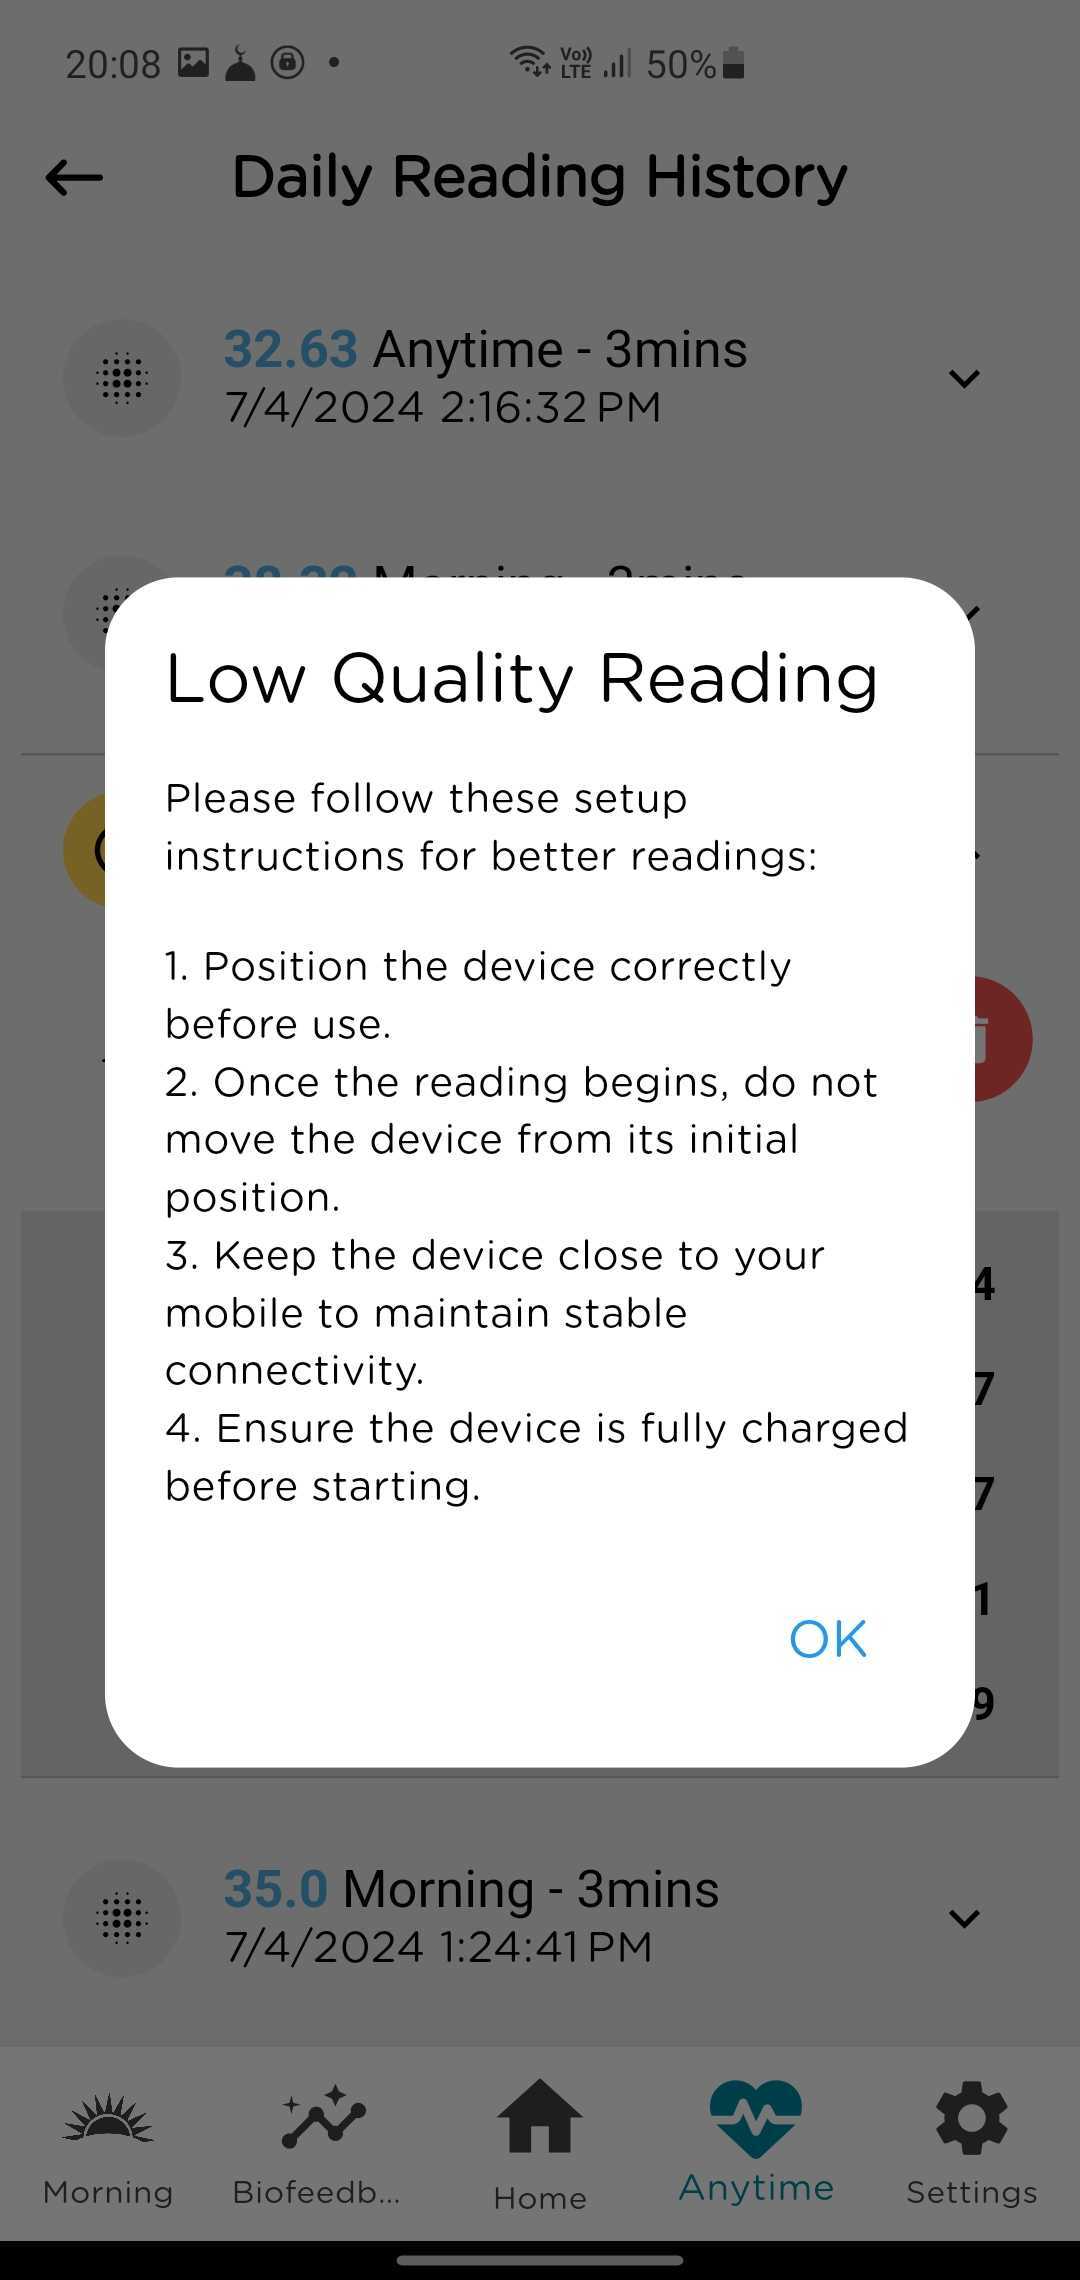 20:08
Vo)) LTE 50%
Daily Reading History
32.63 Anytime - 3mins
7/4/2024 2:16:32 PM
Low Quality Reading
Please follow these setup
instructions for better readings:
1. Position the device correctly
before use.
2. Once the reading begins, do not
move the device from its initial
position.
3. Keep the device close to your
mobile to maintain stable
connectivity.
4. Ensure the device is fully charged
before starting.
OK
4
7
7
1
9
35.0 Morning - 3mins
7/4/2024 1:24:41 PM
Morning
Biofeedb...
Home
Anytime
Settings